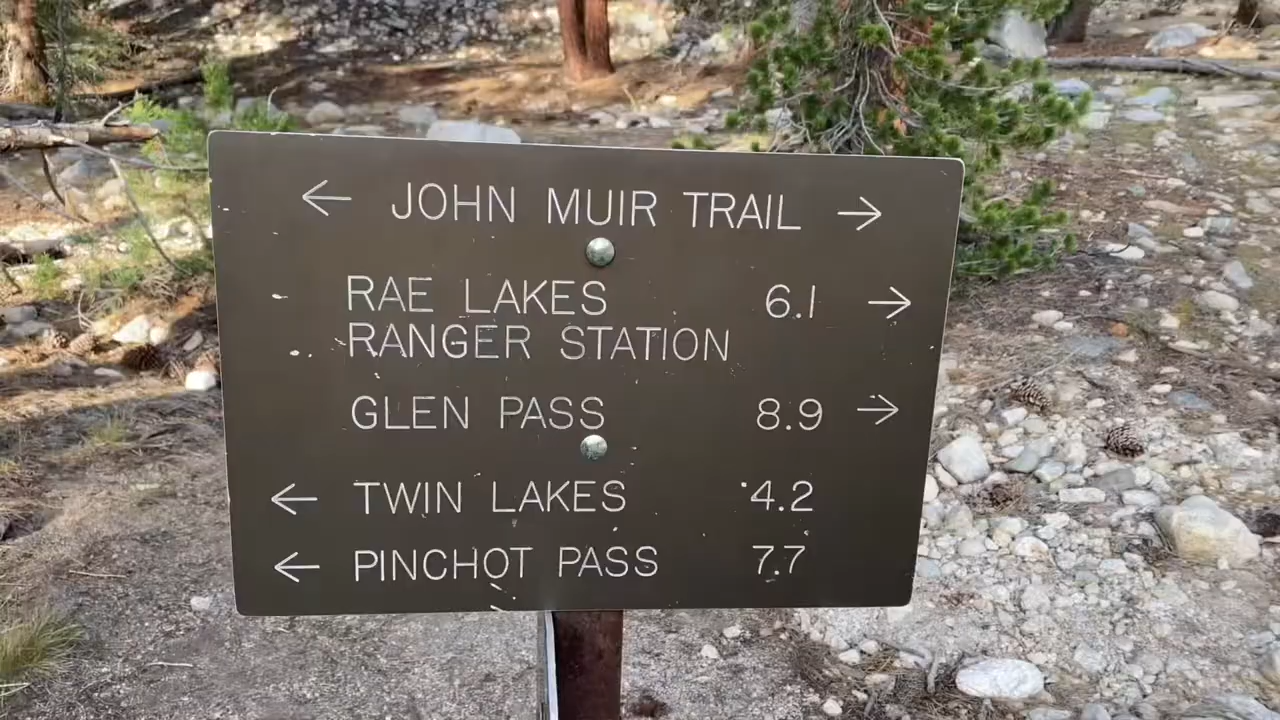 ← JOHN MUIR TRAIL →
RAE LAKES 6.1 →
RANGER STATION
GLEN PASS 8.9 →
← TWIN LAKES 4.2
← PINCHOT PASS 7.7